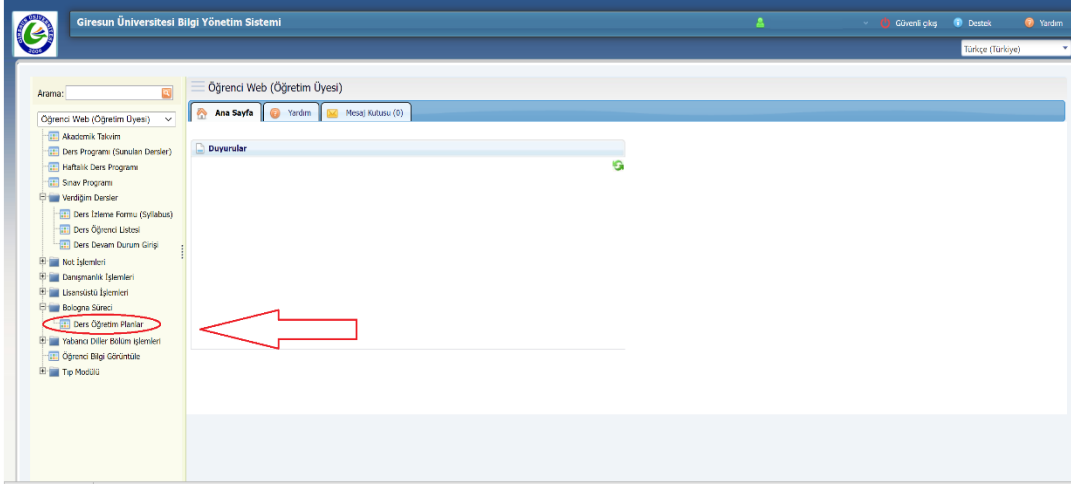 Giresun Üniversitesi Bilgi Yönetim Sistemi
Güvenli çıkış
Destek
Yardım
Türkçe (Türkiye)
Arama:
Öğrenci Web (Öğretim Üyesi)
Akademik Takvim
Ders Programı (Sunulan Dersler)
Haftalık Ders Programı
Sınav Programı
Verdiğim Dersler
Ders İzleme Formu (Syllabus)
Ders Öğrenci Listesi
Ders Devam Durum Girişi
Not İşlemleri
Danışmanlık İşlemleri
Lisansüstü İşlemleri
Bologna Süreci
Ders Öğretim Planlar
Yabancı Diller Bölüm işlemleri
Öğrenci Bilgi Görüntüle
Tıp Modülü
Öğrenci Web (Öğretim Üyesi)
Ana Sayfa
Yardım
Mesaj Kutusu (0)
Duyurular